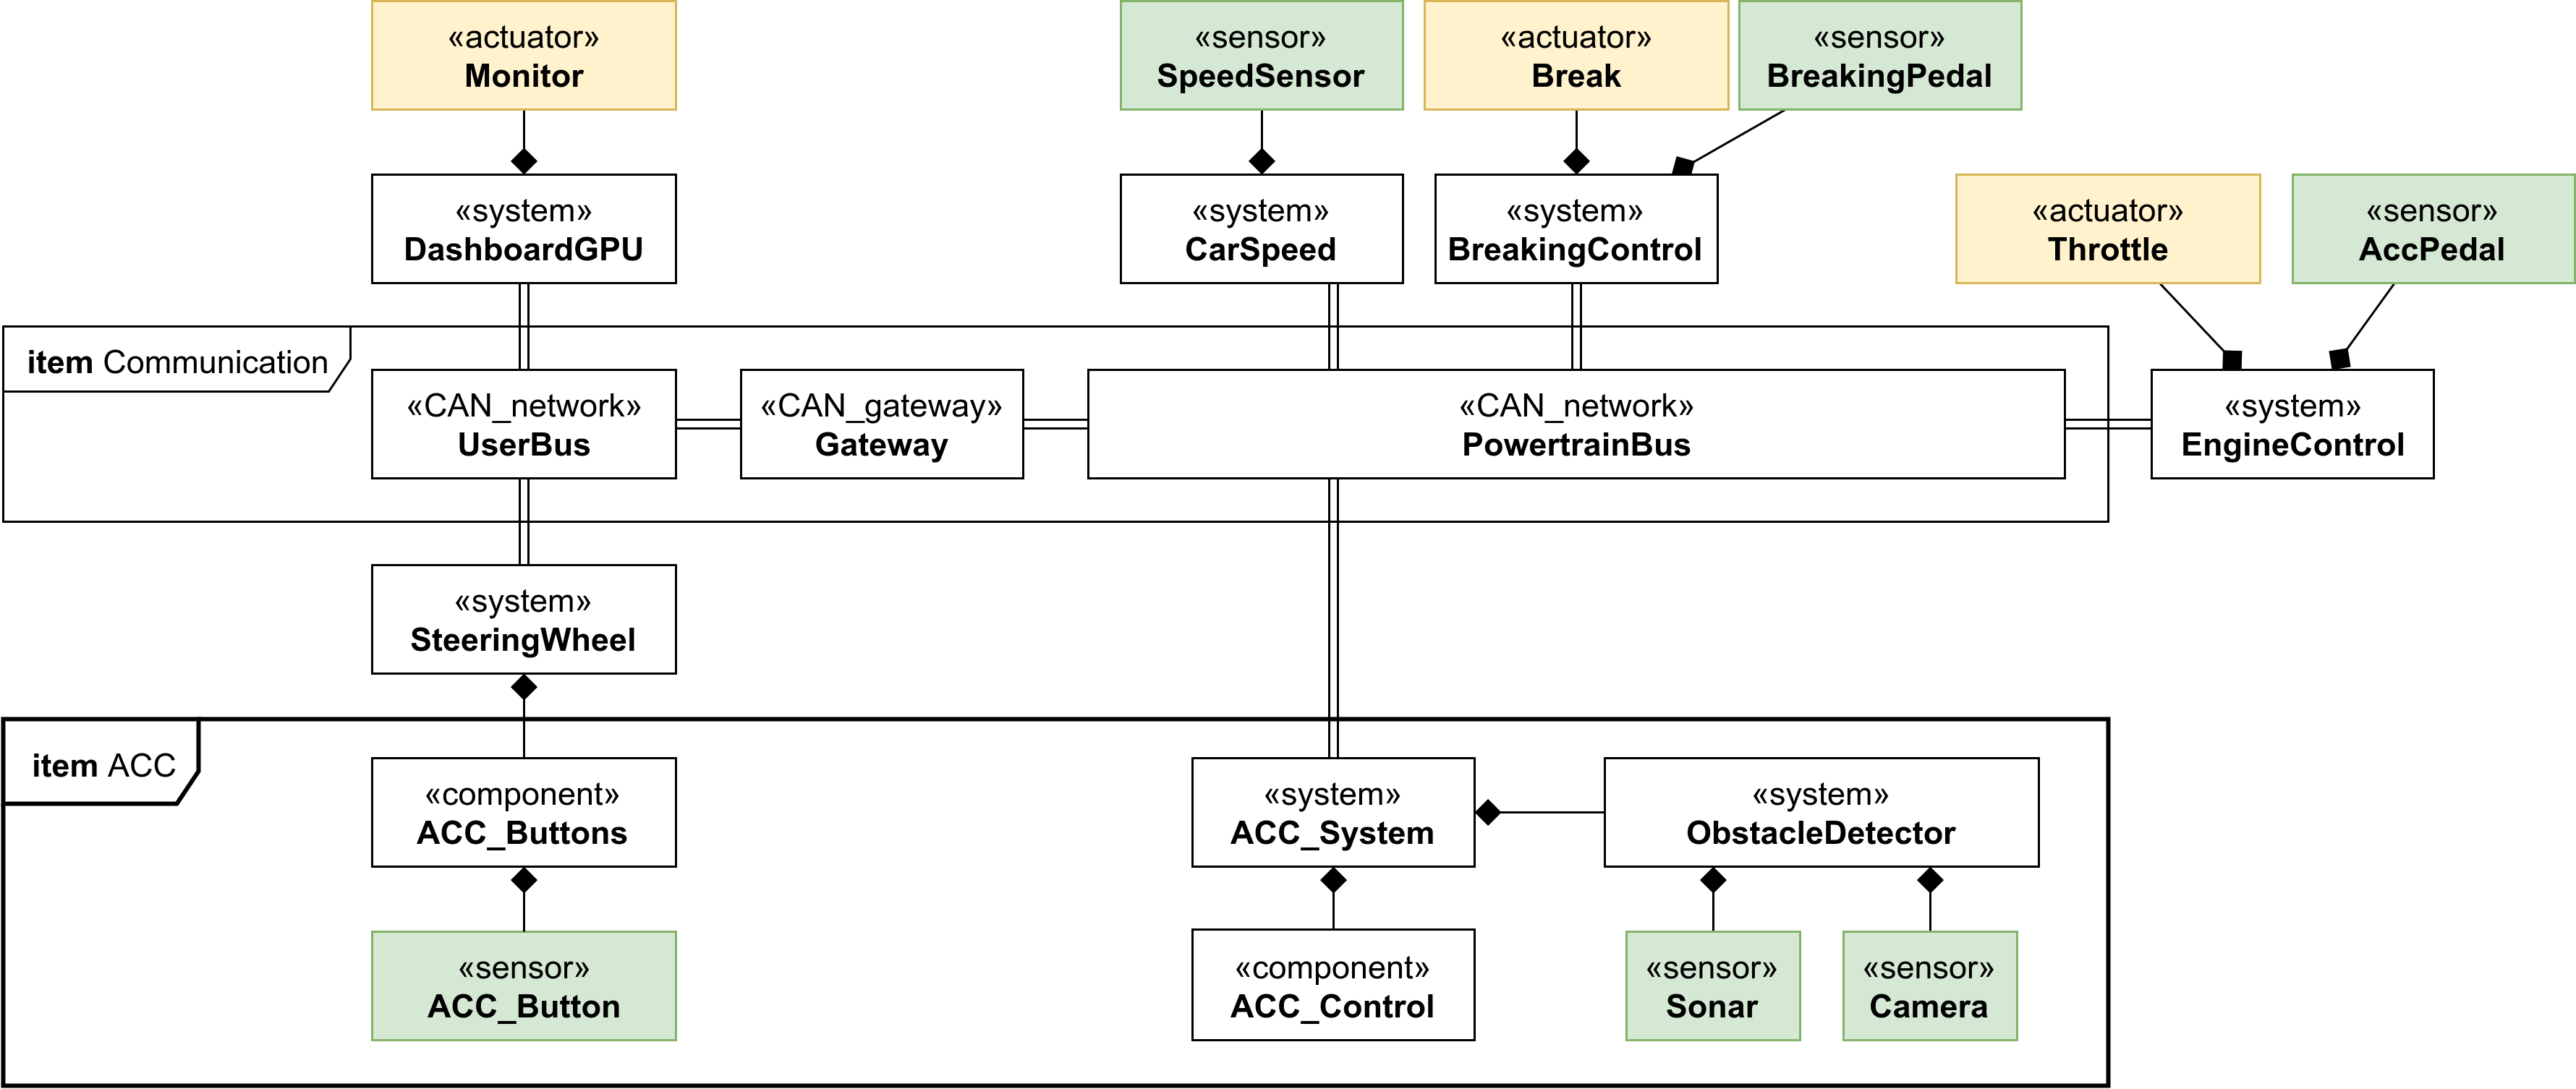 «actuator»
Monitor
«sensor»
SpeedSensor
«actuator»
Break
«sensor»
BreakingPedal
«system»
DashboardGPU
«system»
CarSpeed
«system»
BreakingControl
«actuator»
Throttle
«sensor»
AccPedal
item Communication
«CAN_network»
UserBus
«CAN_gateway»
Gateway
«CAN_network»
PowertrainBus
«system»
EngineControl
«system»
SteeringWheel
item ACC
«component»
ACC_Buttons
«system»
ACC_System
«system»
ObstacleDetector
«sensor»
ACC_Button
«component»
ACC_Control
«sensor»
Sonar
«sensor»
Camera